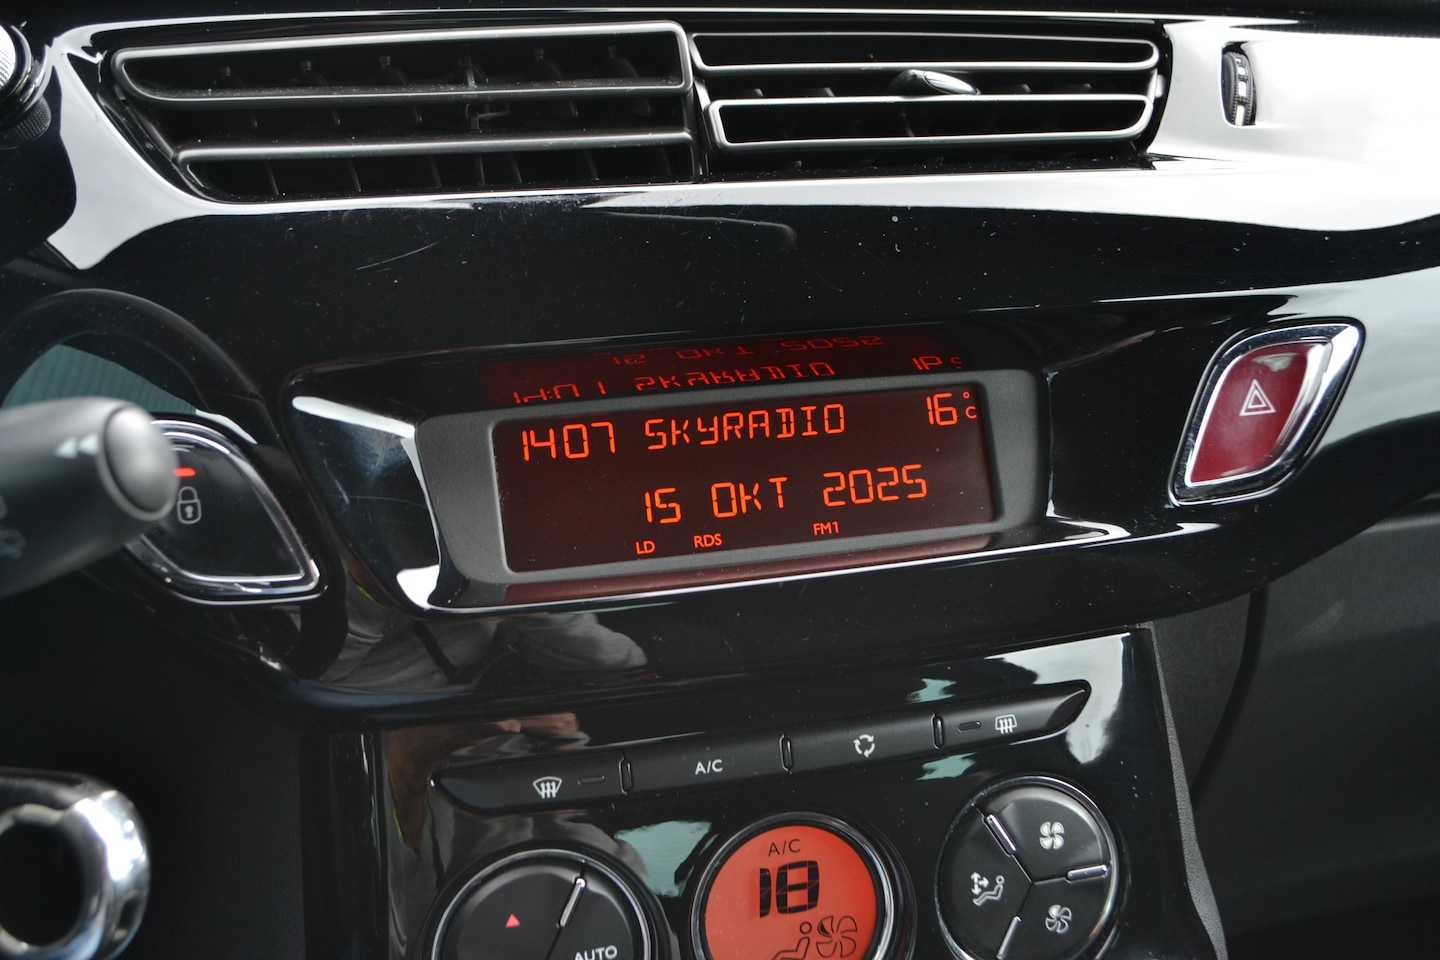 1407 SKYRADIO 16°C
15 OKT 2025
LD RDS FM1
A/C
A/C
18
AUTO